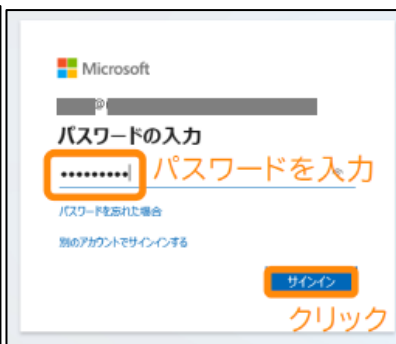 Microsoft
@
パスワードの入力
•••••••••
パスワードを入力
パスワードを忘れた場合
別のアカウントでサインインする
サインイン
クリック